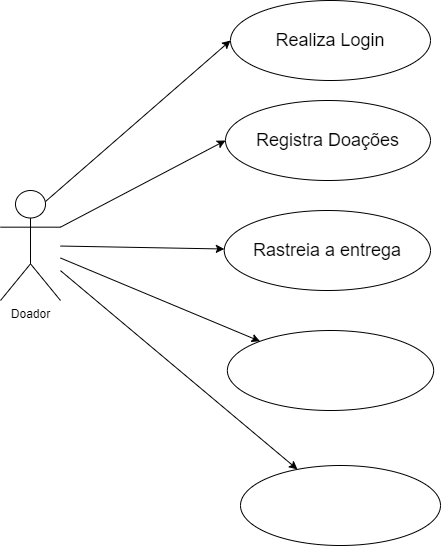 Realiza Login
Registra Doações
Rastreia a entrega
Doador